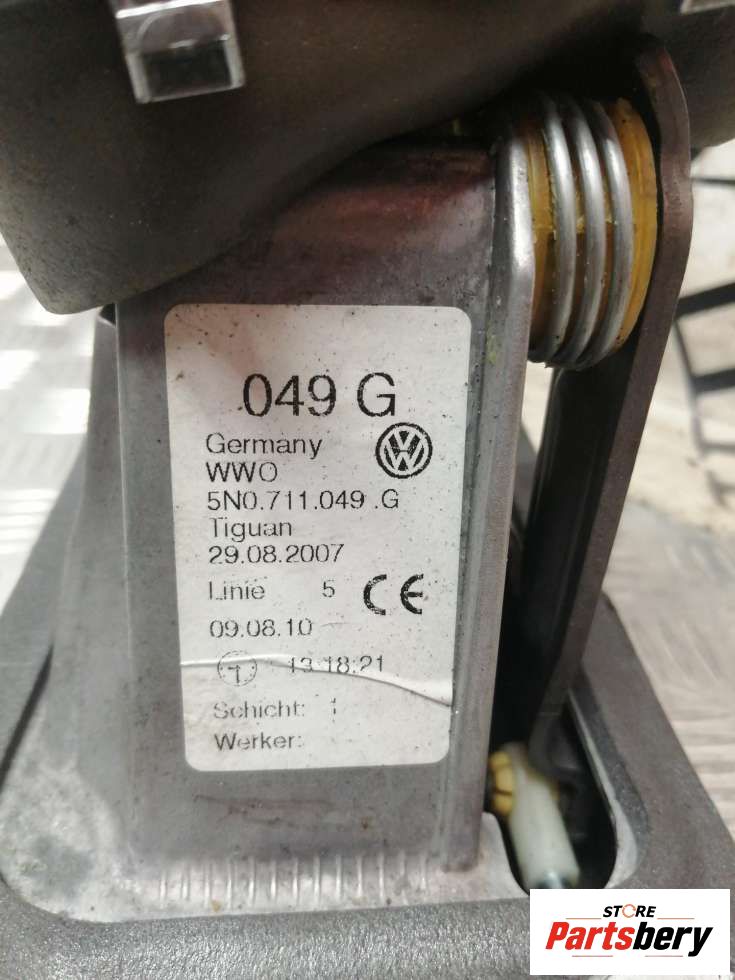 049 G
Germany
WWO
5N0.711.049 .G
Tiguan
29.08.2007
Linie 5 CE
09.08.10
13:18:21
Schicht: 1
Werker:
STORE
Partsbery